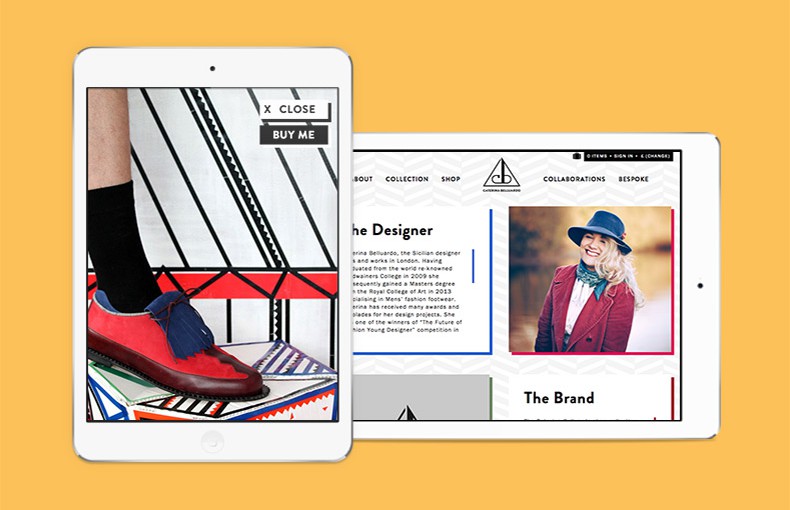 X CLOSE
BUY ME
0 ITEMS • SIGN IN • £ (CHANGE)
BOUT COLLECTION SHOP
CATERINA BELLUARDO
COLLABORATIONS BESPOKE
he Designer
erina Belluardo, the Sicilian designer
s and works in London. Having
duated from the world re-knowned
dwainers College in 2009 she
sequently gained a Masters degree
n the Royal College of Art in 2013
cialising in Mens' fashion footwear.
erina has received many awards and
olades for her design projects. She
one of the winners of "The Future of
hion Young Designer" competition in
The Brand